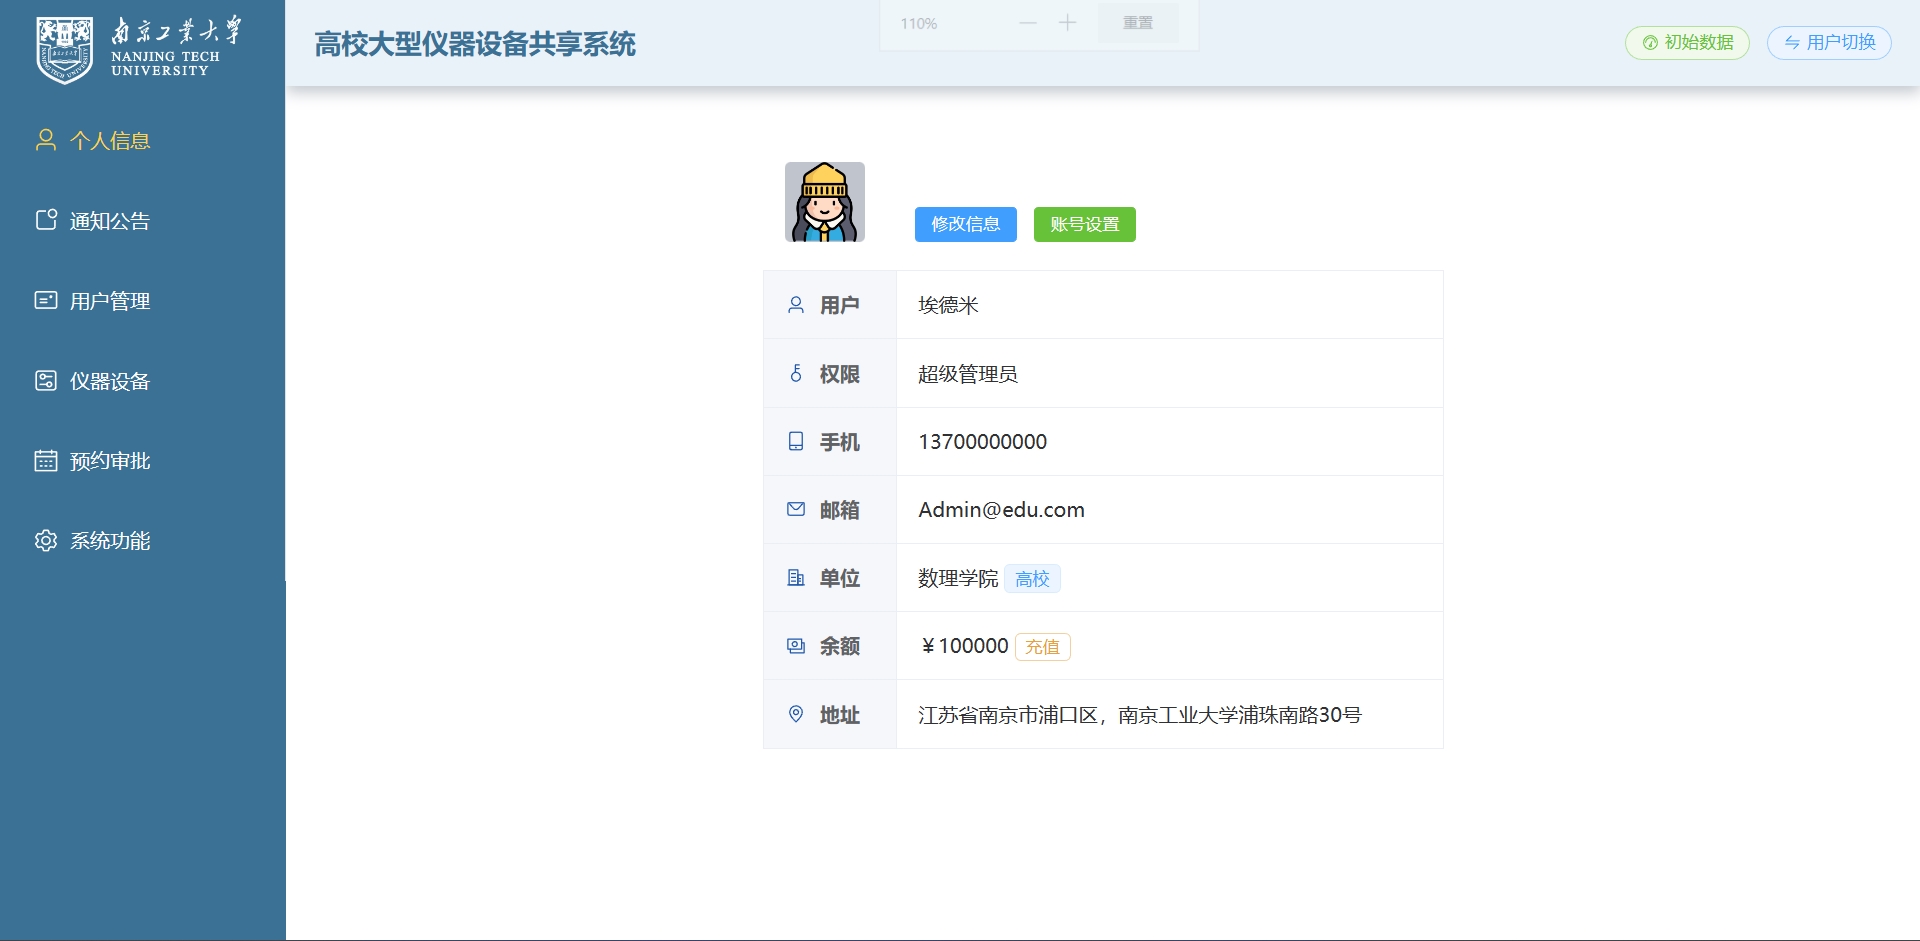 南京工业大学
NANJING TECH
UNIVERSITY
高校大型仪器设备共享系统
110%
重置
初始数据
用户切换
个人信息
通知公告
用户管理
仪器设备
预约审批
系统功能
修改信息
账号设置
用户 埃德米
权限 超级管理员
手机 13700000000
邮箱 Admin@edu.com
单位 数理学院 高校
余额 ¥100000 充值
地址 江苏省南京市浦口区，南京工业大学浦珠南路30号